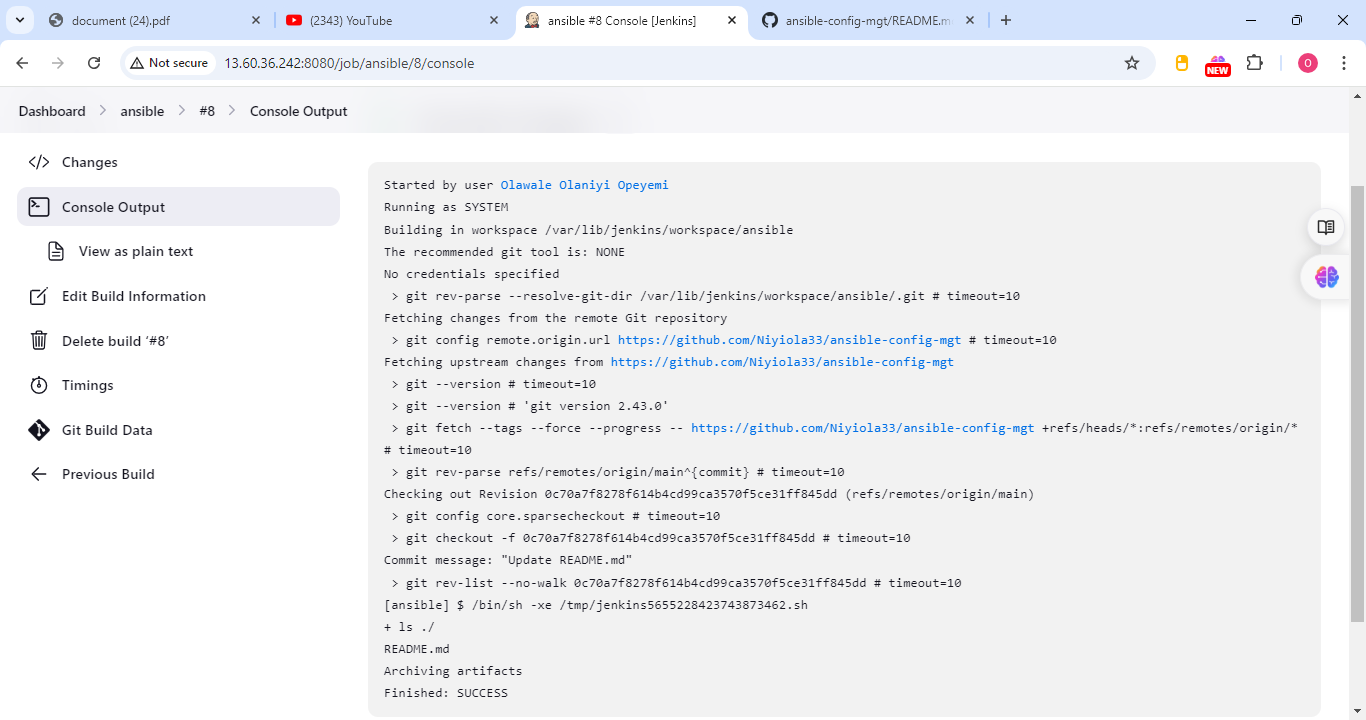 document (24).pdf
(2343) YouTube
ansible #8 Console [Jenkins]
ansible-config-mgt/README.m
Not secure
13.60.36.242:8080/job/ansible/8/console
NEW
O
Dashboard
ansible
#8
Console Output
Changes
Console Output
View as plain text
Edit Build Information
Delete build ‘#8’
Timings
Git Build Data
Previous Build
Started by user Olawale Olaniyi Opeyemi
Running as SYSTEM
Building in workspace /var/lib/jenkins/workspace/ansible
The recommended git tool is: NONE
No credentials specified
> git rev-parse --resolve-git-dir /var/lib/jenkins/workspace/ansible/.git # timeout=10
Fetching changes from the remote Git repository
> git config remote.origin.url https://github.com/Niyiola33/ansible-config-mgt # timeout=10
Fetching upstream changes from https://github.com/Niyiola33/ansible-config-mgt
> git --version # timeout=10
> git --version # 'git version 2.43.0'
> git fetch --tags --force --progress -- https://github.com/Niyiola33/ansible-config-mgt +refs/heads/*:refs/remotes/origin/*
# timeout=10
> git rev-parse refs/remotes/origin/main^{commit} # timeout=10
Checking out Revision 0c70a7f8278f614b4cd99ca3570f5ce31ff845dd (refs/remotes/origin/main)
> git config core.sparsecheckout # timeout=10
> git checkout -f 0c70a7f8278f614b4cd99ca3570f5ce31ff845dd # timeout=10
Commit message: "Update README.md"
> git rev-list --no-walk 0c70a7f8278f614b4cd99ca3570f5ce31ff845dd # timeout=10
[ansible] $ /bin/sh -xe /tmp/jenkins5655228423743873462.sh
+ ls ./
README.md
Archiving artifacts
Finished: SUCCESS